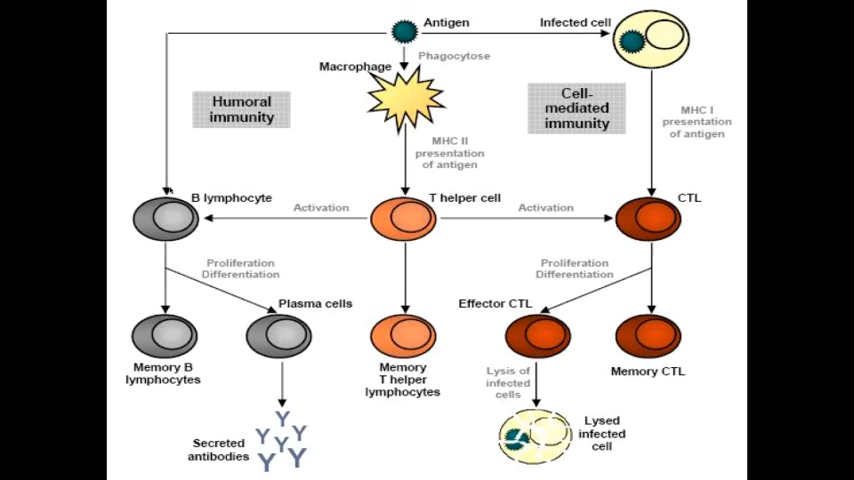 Antigen
Infected cell
Phagocytose
Macrophage
Humoral
immunity
Cell-
mediated
immunity
MHC I
presentation
of antigen
MHC II
presentation
of antigen
B lymphocyte
T helper cell
CTL
Activation
Activation
Proliferation
Differentiation
Proliferation
Differentiation
Plasma cells
Effector CTL
Memory B
lymphocytes
Memory
T helper
lymphocytes
Lysis of
infected
cells
Memory CTL
Secreted
antibodies
Lysed
infected
cell